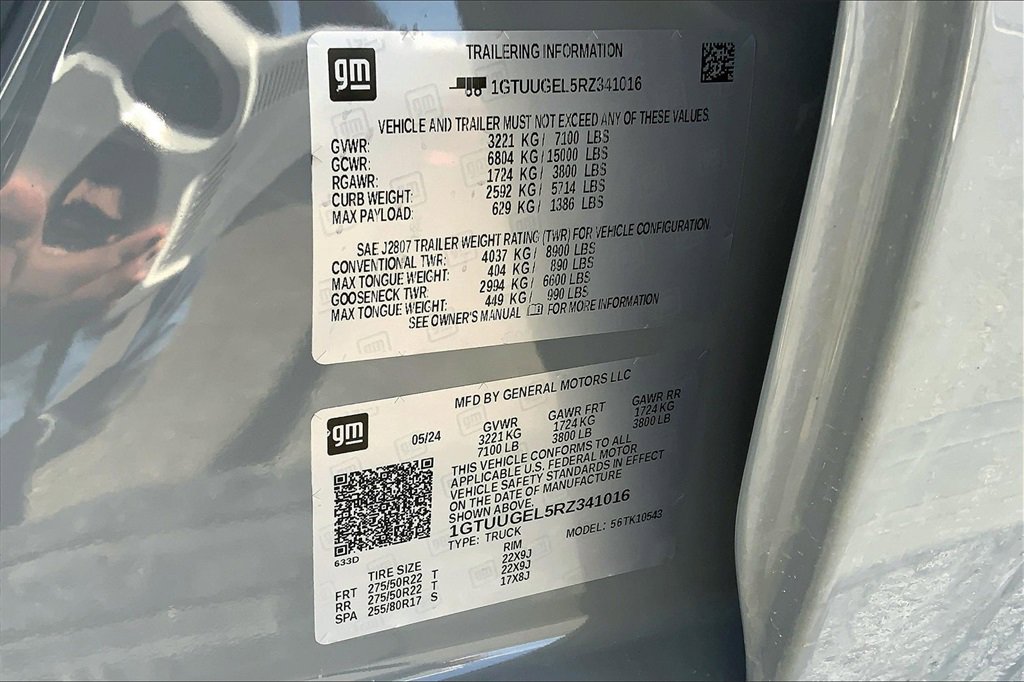 gm
TRAILERING INFORMATION
1GTUUGEL5RZ341016
VEHICLE AND TRAILER MUST NOT EXCEED ANY OF THESE VALUES.
GVWR: 3221 KG/ 7100 LBS
GCWR: 6804 KG/ 15000 LBS
RGAWR: 1724 KG/ 3800 LBS
CURB WEIGHT: 2592 KG/ 5714 LBS
MAX PAYLOAD: 629 KG/ 1386 LBS
SAE J2807 TRAILER WEIGHT RATING (TWR) FOR VEHICLE CONFIGURATION.
CONVENTIONAL TWR: 4037 KG/ 8900 LBS
MAX TONGUE WEIGHT: 404 KG/ 890 LBS
GOOSENECK TWR: 2994 KG/ 6600 LBS
MAX TONGUE WEIGHT: 449 KG/ 990 LBS
SEE OWNER'S MANUAL FOR MORE INFORMATION
gm
MFD BY GENERAL MOTORS LLC
05/24 GVWR GAWR FRT GAWR RR
3221 KG 1724 KG 1724 KG
7100 LB 3800 LB 3800 LB
THIS VEHICLE CONFORMS TO ALL
APPLICABLE U.S. FEDERAL MOTOR
VEHICLE SAFETY STANDARDS IN EFFECT
ON THE DATE OF MANUFACTURE
SHOWN ABOVE.
1GTUUGEL5RZ341016
TYPE: TRUCK MODEL: 56TK10543
633D
TIRE SIZE RIM
FRT 275/50R22 T 22X9J
RR 275/50R22 T 22X9J
SPA 255/80R17 S 17X8J